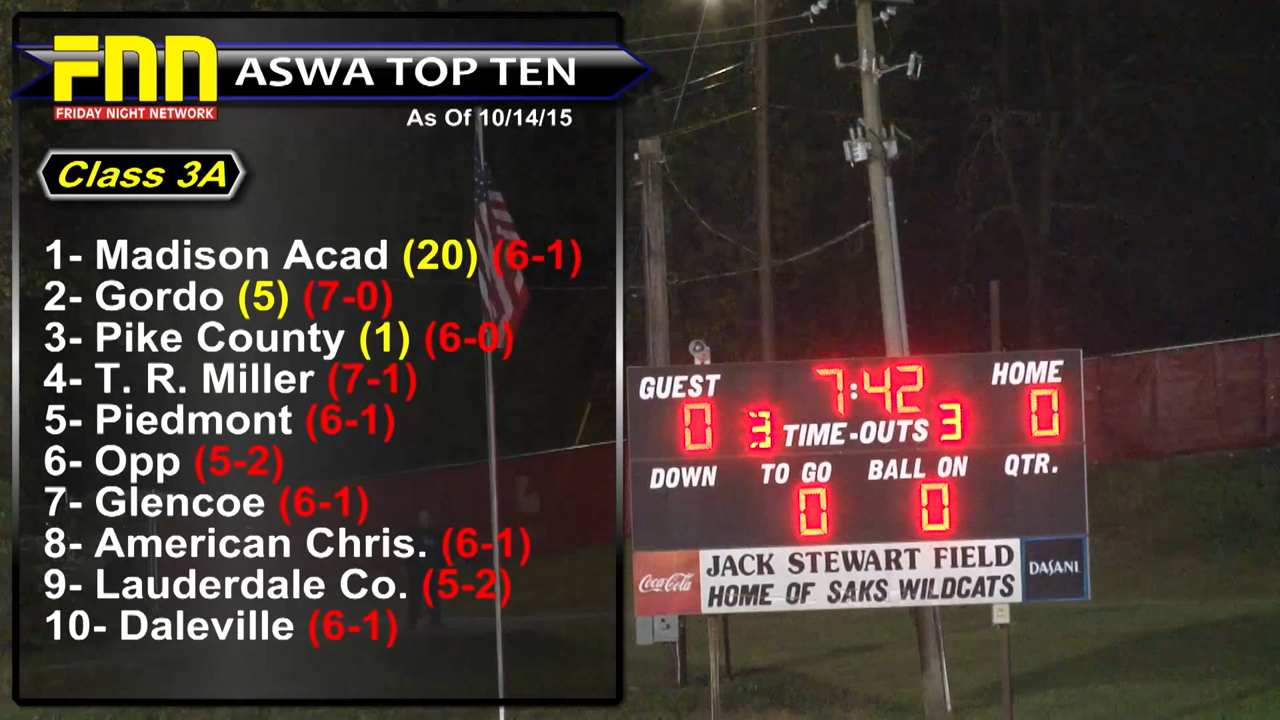 FNN
FRIDAY NIGHT NETWORK
ASWA TOP TEN
As Of 10/14/15
Class 3A
1- Madison Acad (20) (6-1)
2- Gordo (5) (7-0)
3- Pike County (1) (6-0)
4- T. R. Miller (7-1)
5- Piedmont (6-1)
6- Opp (5-2)
7- Glencoe (6-1)
8- American Chris. (6-1)
9- Lauderdale Co. (5-2)
10- Daleville (6-1)
GUEST 7:42 HOME
0 3 TIME-OUTS 3 0
DOWN TO GO BALL ON QTR.
0 0
Coca-Cola
JACK STEWART FIELD
HOME OF SAKS WILDCATS
DASANI